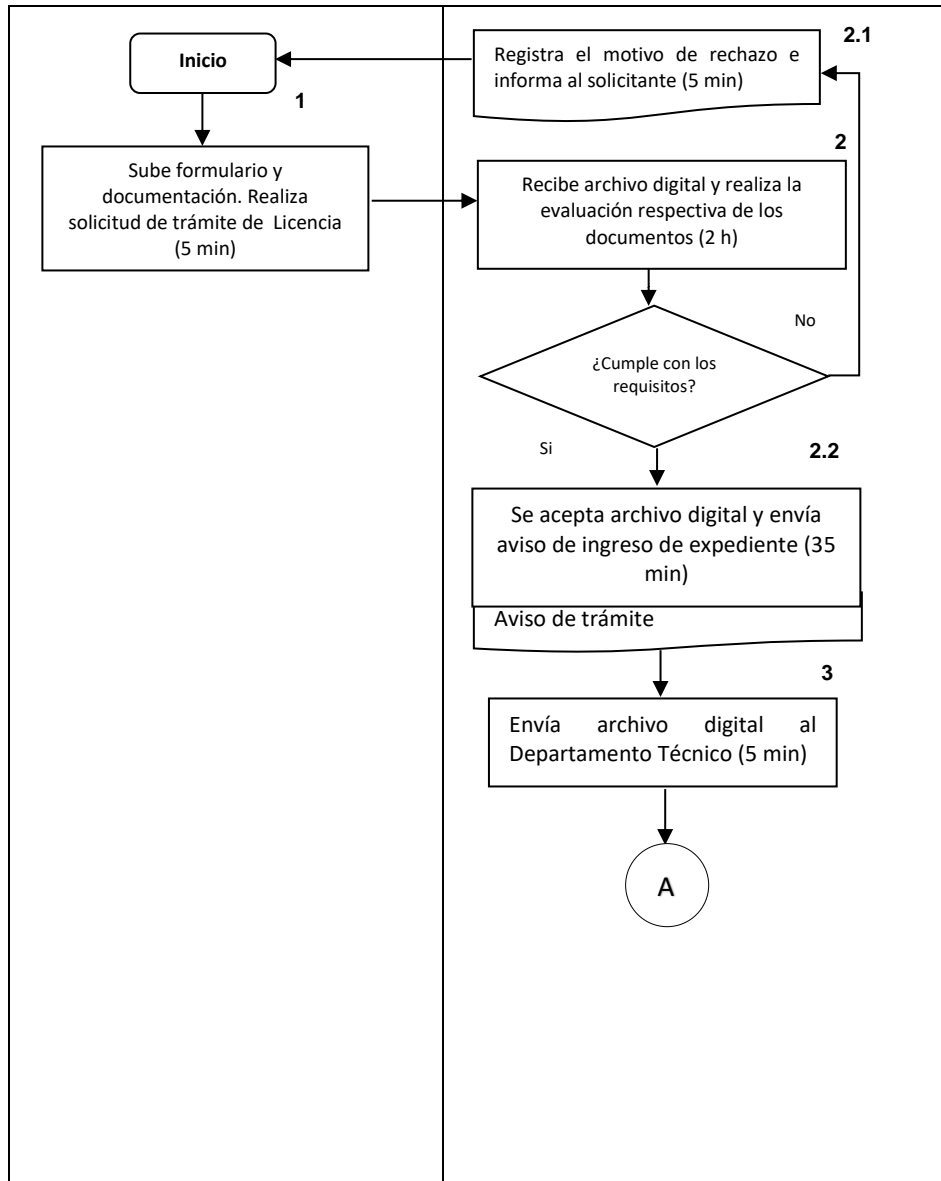 Inicio
1
Sube formulario y
documentación. Realiza
solicitud de trámite de Licencia
(5 min)
2.1
Registra el motivo de rechazo e
informa al solicitante (5 min)
2
Recibe archivo digital y realiza la
evaluación respectiva de los
documentos (2 h)
No
¿Cumple con los
requisitos?
Si
2.2
Se acepta archivo digital y envía
aviso de ingreso de expediente (35
min)
Aviso de trámite
3
Envía archivo digital al
Departamento Técnico (5 min)
A